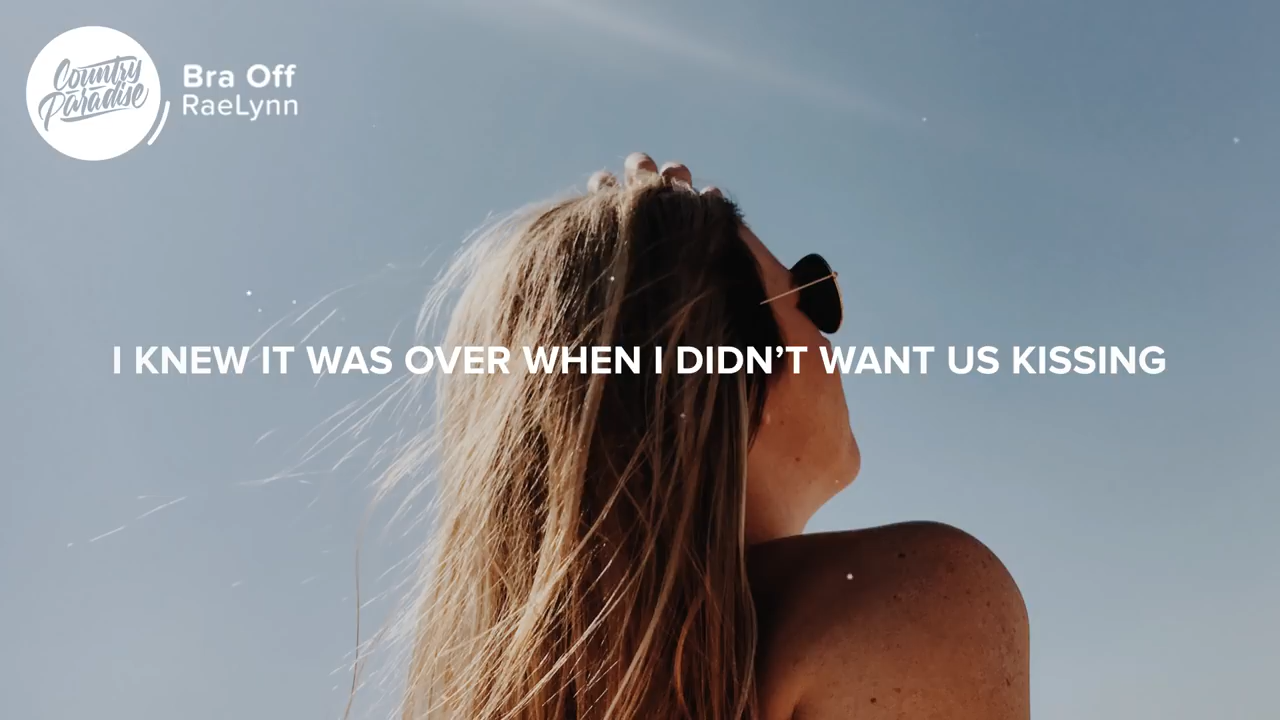 Country
Paradise
Bra Off
RaeLynn
I KNEW IT WAS OVER WHEN I DIDN’T WANT US KISSING